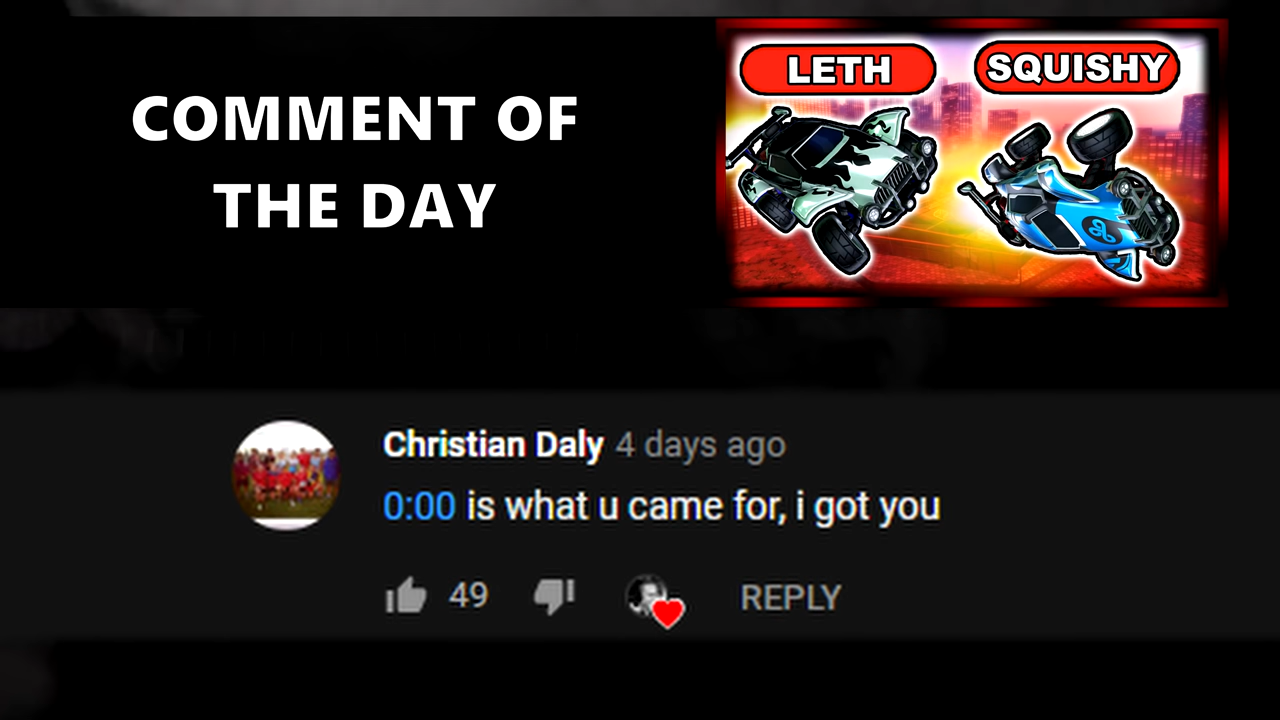 COMMENT OF
THE DAY
LETH
SQUISHY
Christian Daly 4 days ago
0:00 is what u came for, i got you
49
REPLY